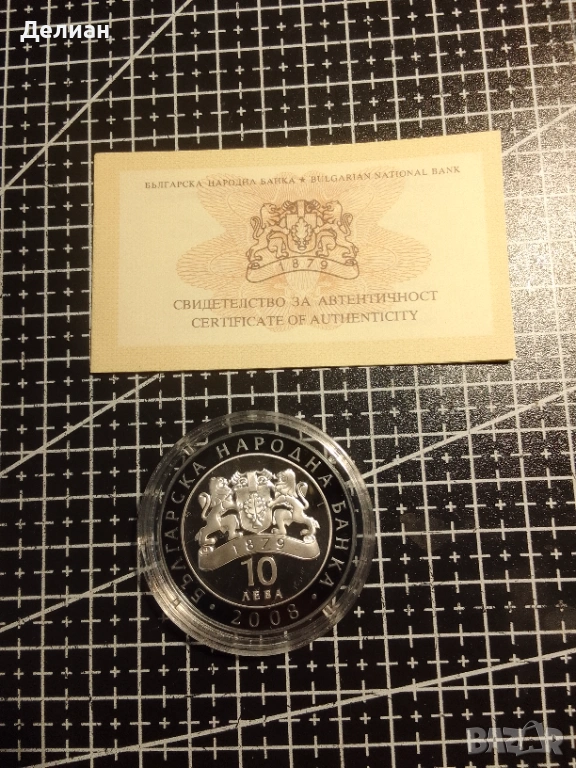 Делиан
БЪЛГАРСКА НАРОДНА БАНКА ★ BULGARIAN NATIONAL BANK
1879
СВИДЕТЕЛСТВО ЗА АВТЕНТИЧНОСТ
CERTIFICATE OF AUTHENTICITY
БЪЛГАРСКА НАРОДНА БАНКА
1879
10
ЛЕВА
• 2008 •
BAZAR